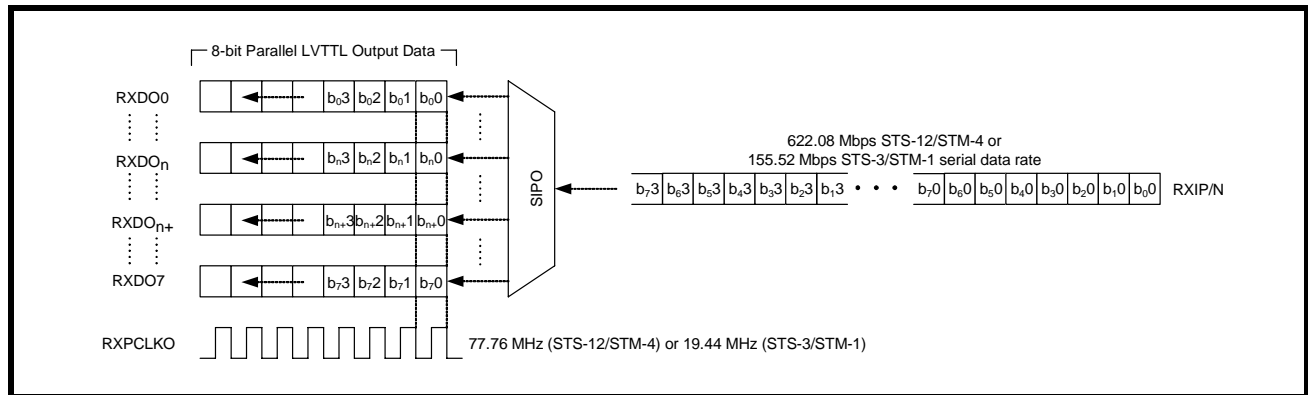 8-bit Parallel LVTTL Output Data
RXDO0
b₀3 b₀2 b₀1 b₀0
622.08 Mbps STS-12/STM-4 or
155.52 Mbps STS-3/STM-1 serial data rate
RXDOₙ
bₙ3 bₙ2 bₙ1 bₙ0
SIPO
b₇3 b₆3 b₅3 b₄3 b₃3 b₂3 b₁3 • • • b₇0 b₆0 b₅0 b₄0 b₃0 b₂0 b₁0 b₀0 RXIP/N
RXDOₙ₊
bₙ₊3 bₙ₊2 bₙ₊1 bₙ₊0
RXDO7
b₇3 b₇2 b₇1 b₇0
RXPCLKO
77.76 MHz (STS-12/STM-4) or 19.44 MHz (STS-3/STM-1)